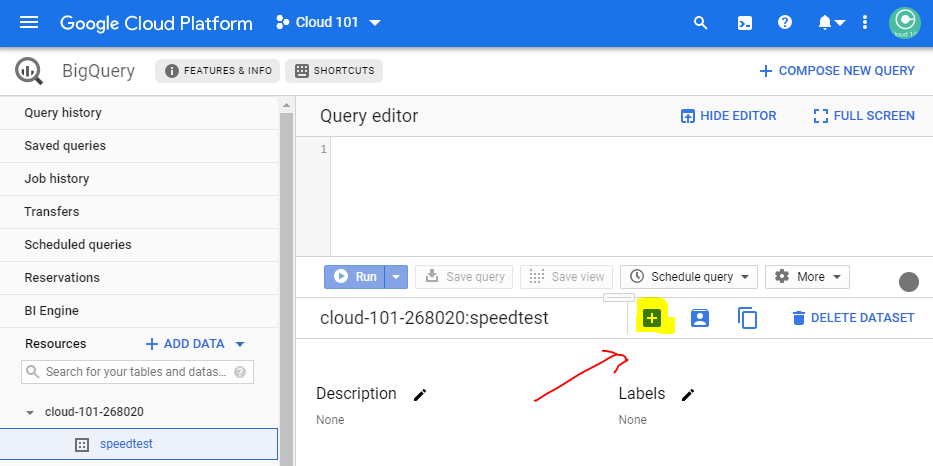 Google Cloud Platform Cloud 101
BigQuery FEATURES & INFO SHORTCUTS + COMPOSE NEW QUERY
Query history
Saved queries
Job history
Transfers
Scheduled queries
Reservations
BI Engine
Resources + ADD DATA
Search for your tables and datas... ?
cloud-101-268020
speedtest
Query editor HIDE EDITOR FULL SCREEN
1
Run Save query Save view Schedule query More
cloud-101-268020:speedtest DELETE DATASET
Description Labels
None None